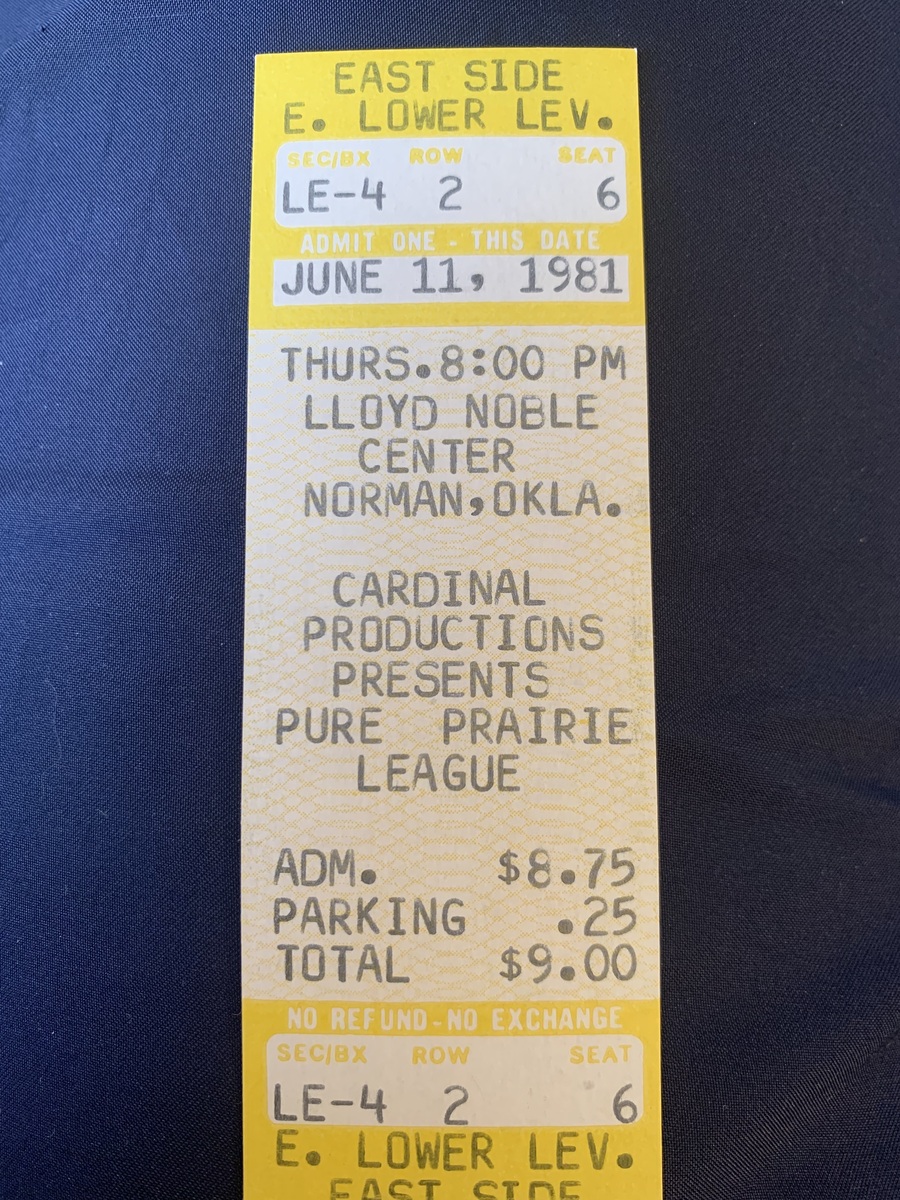 EAST SIDE
E. LOWER LEV.
SEC/BX ROW SEAT
LE-4 2 6
ADMIT ONE - THIS DATE
JUNE 11, 1981
THURS.8:00 PM
LLOYD NOBLE
CENTER
NORMAN,OKLA.
CARDINAL
PRODUCTIONS
PRESENTS
PURE PRAIRIE
LEAGUE
ADM. $8.75
PARKING .25
TOTAL $9.00
NO REFUND-NO EXCHANGE
SEC/BX ROW SEAT
LE-4 2 6
E. LOWER LEV.
EAST SIDE